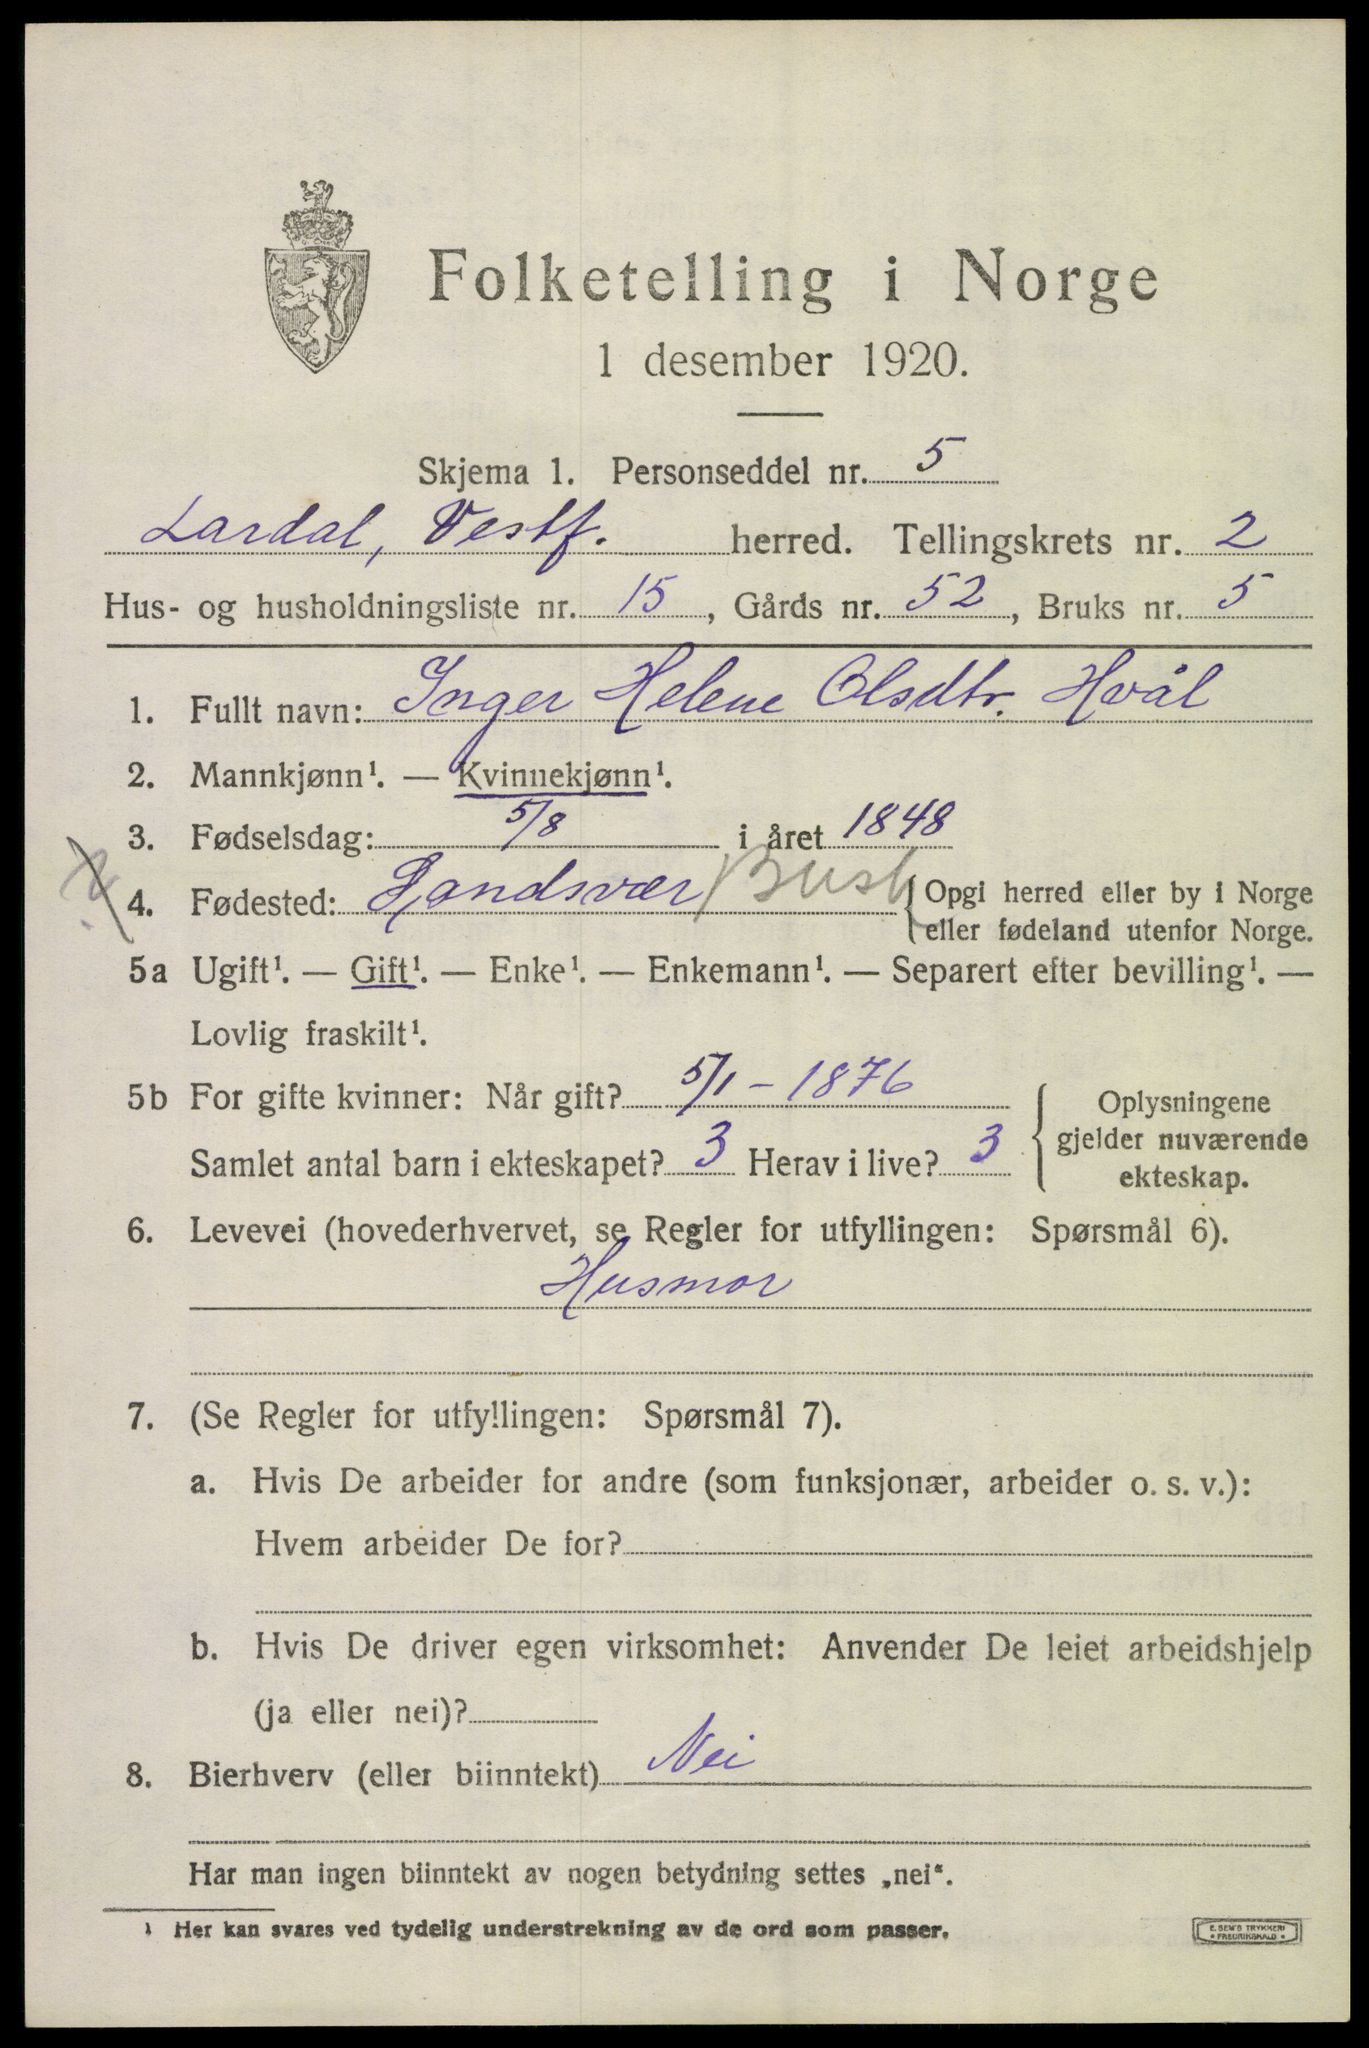 Folketelling i Norge
1 desember 1920.
Skjema 1. Personseddel nr. 5
Lardal, Vestf. herred. Tellingskrets nr. 2
Hus- og husholdningsliste nr. 15, Gårds nr. 52, Bruks nr. 5
1. Fullt navn: Inger Helene Olsdtr. Hvål
2. Mannkjønn¹. — Kvinnekjønn¹.
3. Fødselsdag: 5/8 i året 1848
4. Fødested: Sandsvær / Busk { Opgi herred eller by i Norge
eller fødeland utenfor Norge.
5a Ugift¹. — Gift¹. — Enke¹. — Enkemann¹. — Separert efter bevilling¹. —
Lovlig fraskilt¹.
5b For gifte kvinner: Når gift? 5/1 - 1876
Samlet antal barn i ekteskapet? 3 Herav i live? 3
Oplysningene
gjelder nuværende
ekteskap.
6. Levevei (hovederhvervet, se Regler for utfyllingen: Spørsmål 6).
Husmor
7. (Se Regler for utfyllingen: Spørsmål 7).
a. Hvis De arbeider for andre (som funksjonær, arbeider o. s. v.):
Hvem arbeider De for?
b. Hvis De driver egen virksomhet: Anvender De leiet arbeidshjelp
(ja eller nei)?
8. Bierhverv (eller biinntekt) Nei
Har man ingen biinntekt av nogen betydning settes „nei“.
¹ Her kan svares ved tydelig understrekning av de ord som passer.
E. SEM'S TRYKKERI
FREDRIKSHALD